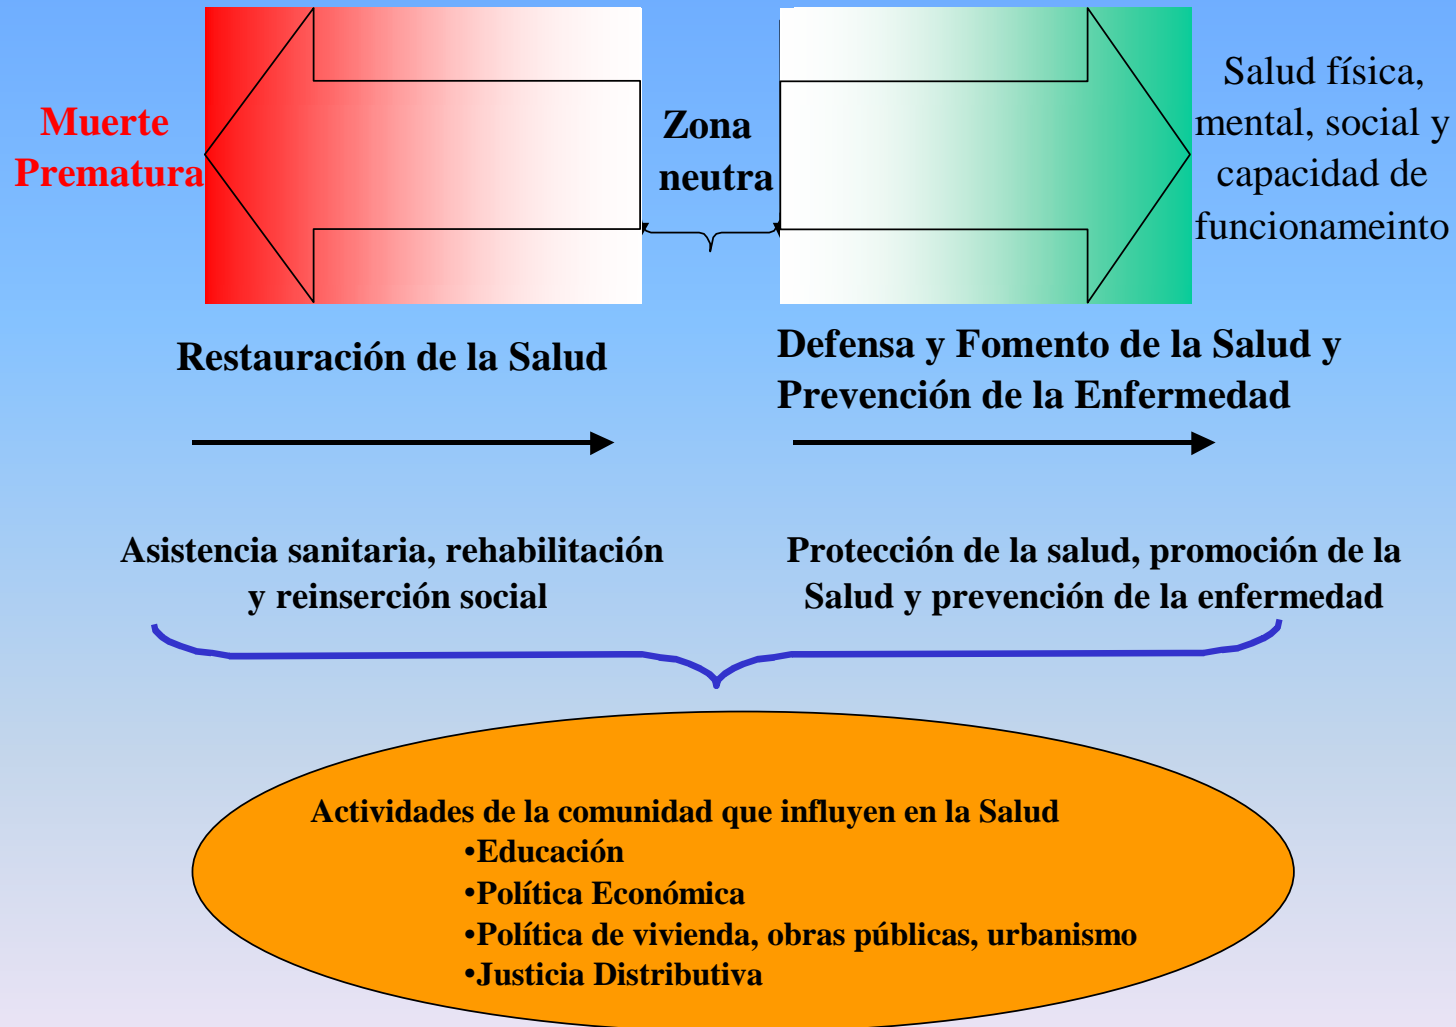 Muerte
Prematura
Zona
neutra
Salud física,
mental, social y
capacidad de
funcionameinto
Restauración de la Salud
Defensa y Fomento de la Salud y
Prevención de la Enfermedad
Asistencia sanitaria, rehabilitación
y reinserción social
Protección de la salud, promoción de la
Salud y prevención de la enfermedad
Actividades de la comunidad que influyen en la Salud
•Educación
•Política Económica
•Política de vivienda, obras públicas, urbanismo
•Justicia Distributiva